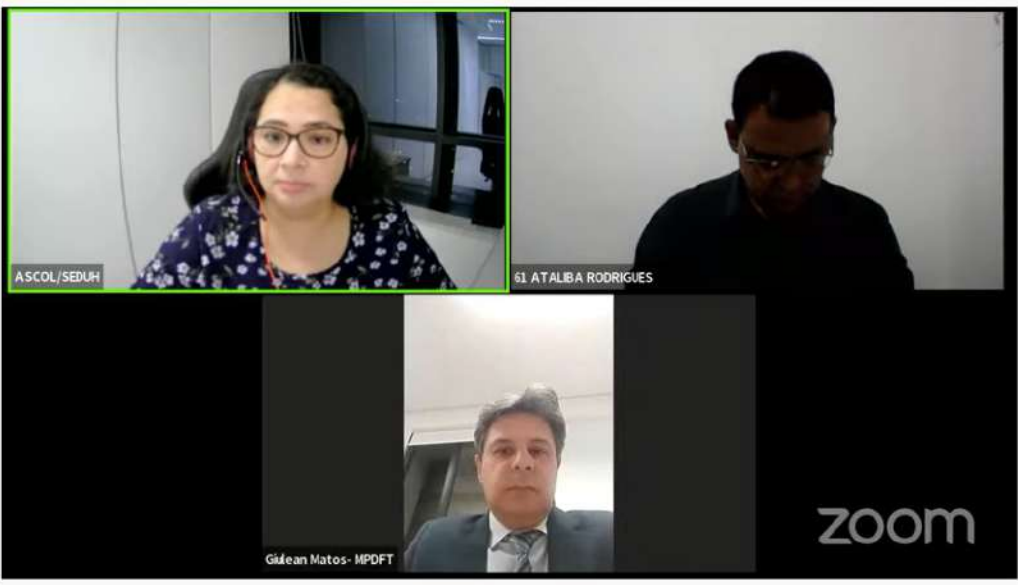 ASCOL/SEDUH
61 ATALIBA RODRIGUES
Giulean Matos- MPDFT
zoom